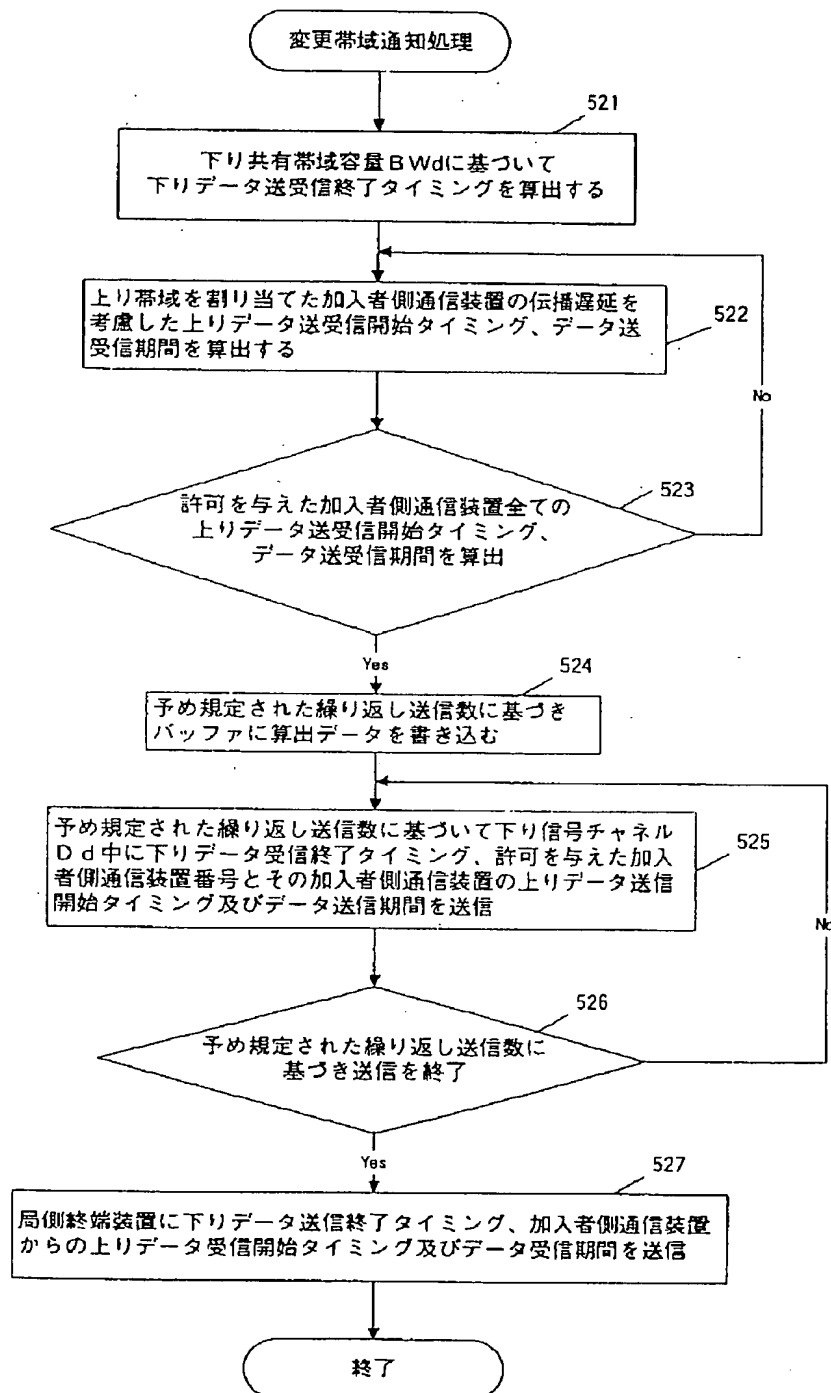 変更帯域通知処理
521
下り共有帯域容量BWdに基づいて
下りデータ送受信終了タイミングを算出する
上り帯域を割り当てた加入者側通信装置の伝播遅延を
考慮した上りデータ送受信開始タイミング、データ送
受信期間を算出する
522
No
523
許可を与えた加入者側通信装置全ての
上りデータ送受信開始タイミング、
データ送受信期間を算出
Yes
524
予め規定された繰り返し送信数に基づき
バッファに算出データを書き込む
予め規定された繰り返し送信数に基づいて下り信号チャネル
Dd中に下りデータ受信終了タイミング、許可を与えた加入
者側通信装置番号とその加入者側通信装置の上りデータ送信
開始タイミング及びデータ送信期間を送信
525
No
526
予め規定された繰り返し送信数に
基づき送信を終了
Yes
527
局側終端装置に下りデータ送信終了タイミング、加入者側通信装置
からの上りデータ受信開始タイミング及びデータ受信期間を送信
終了